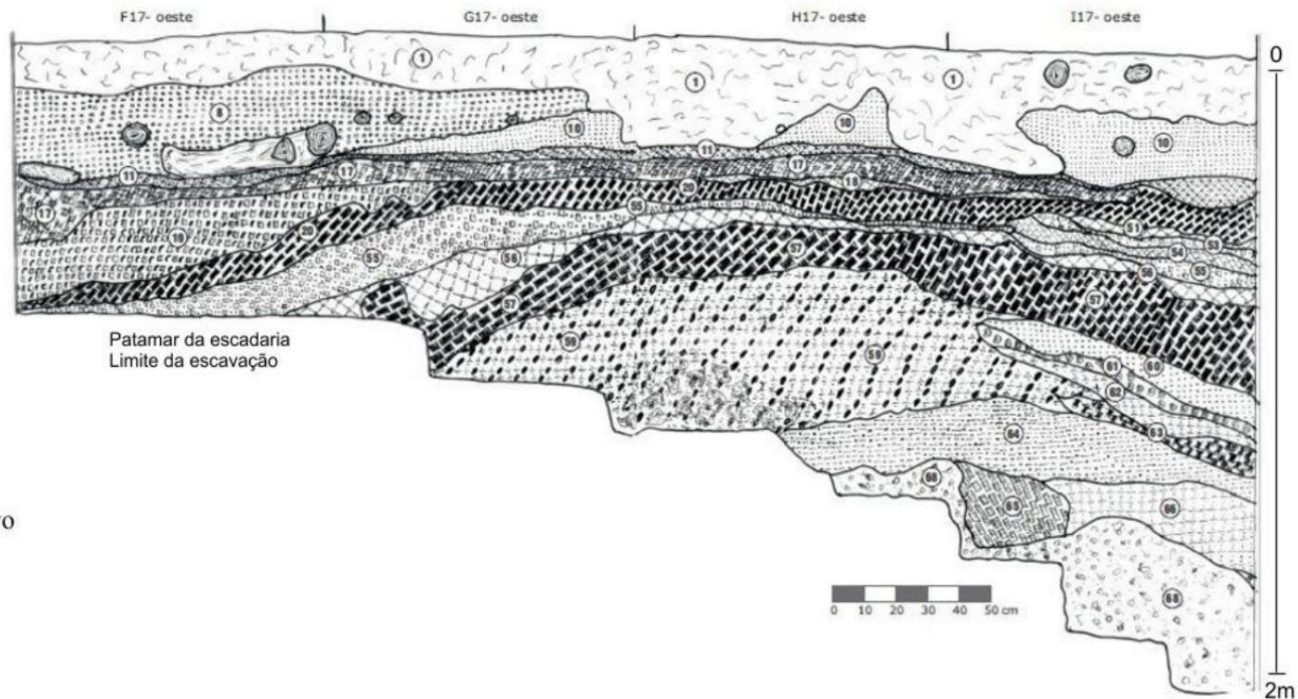 F17- oeste G17- oeste H17- oeste I17- oeste
0
1 1 1
8 10 10 10
11 11
17 17 17
18 20
19 20 55 51 53
54
55 56 57 56 55
57 57
Patamar da escadaria
Limite da escavação
59 59 61 60
62
64 63
68 65 66
0 10 20 30 40 50 cm
68
2m